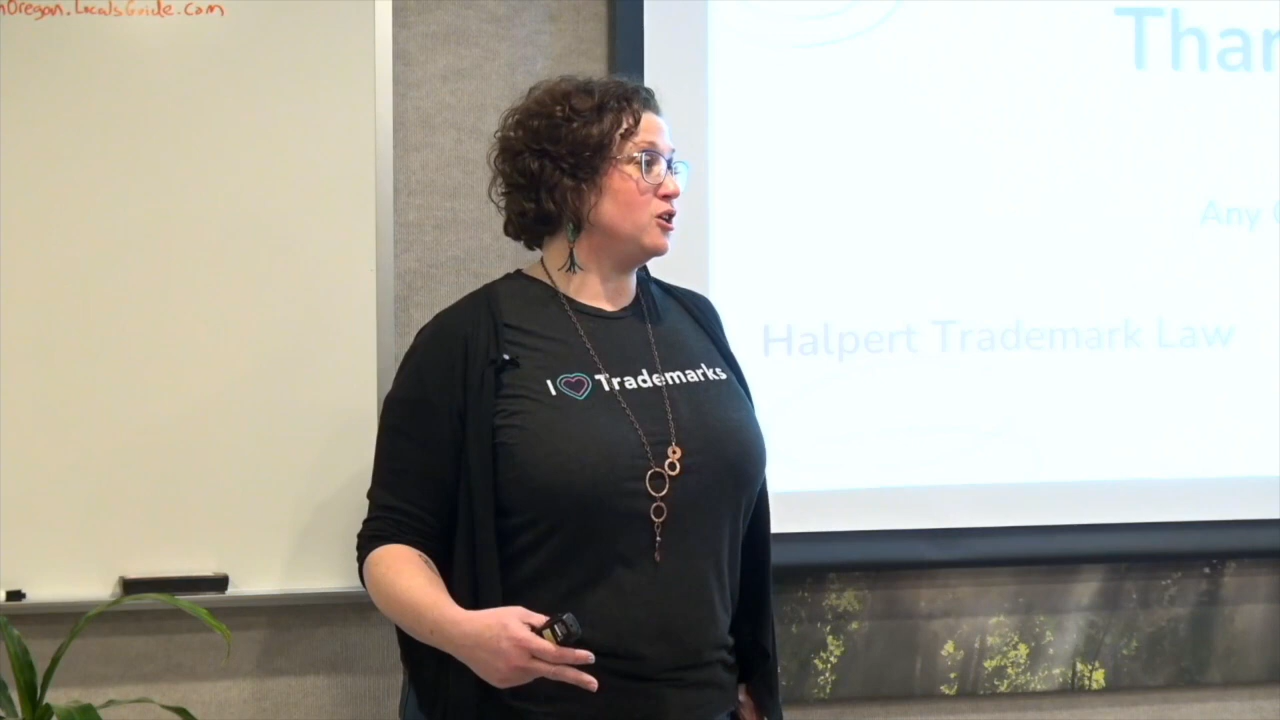 nOregon.LocalsGuide.com
Than
Any
Halpert Trademark Law
I Trademarks